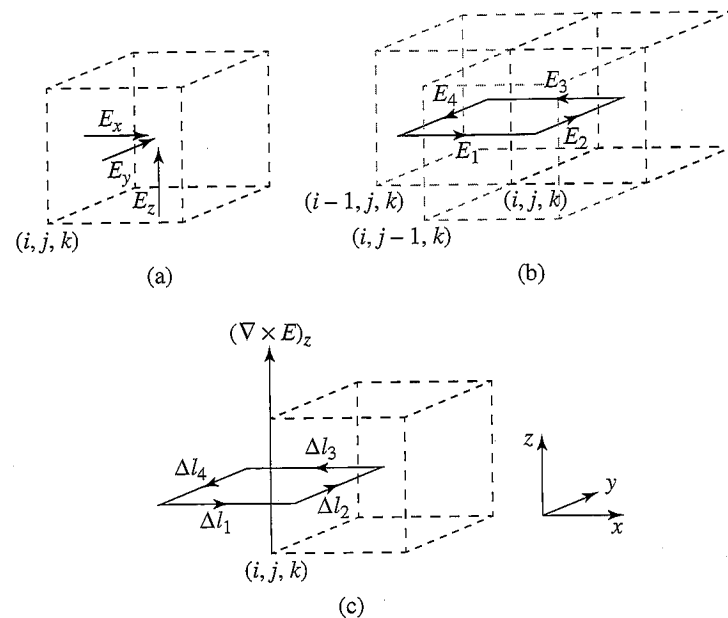 E_x
E_y
E_z
(i, j, k)
(a)
E_4
E_3
E_1
E_2
(i − 1, j, k)
(i, j, k)
(i, j − 1, k)
(b)
(∇ × E)_z
Δl_4
Δl_3
Δl_1
Δl_2
(i, j, k)
z
y
x
(c)